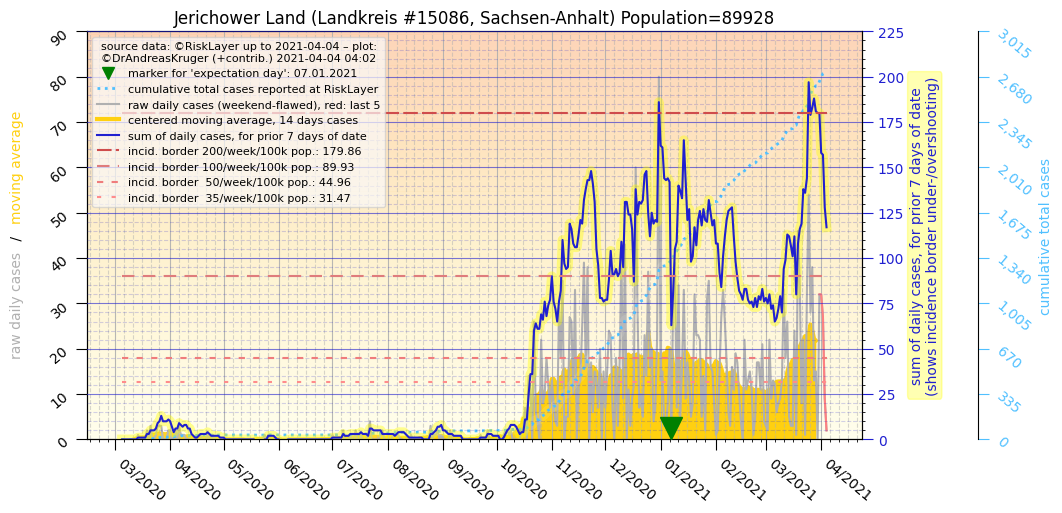 Jerichower Land (Landkreis #15086, Sachsen-Anhalt) Population=89928
source data: ©RiskLayer up to 2021-04-04 – plot:
©DrAndreasKruger (+contrib.) 2021-04-04 04:02
marker for 'expectation day': 07.01.2021
cumulative total cases reported at RiskLayer
raw daily cases (weekend-flawed), red: last 5
centered moving average, 14 days cases
sum of daily cases, for prior 7 days of date
incid. border 200/week/100k pop.: 179.86
incid. border 100/week/100k pop.: 89.93
incid. border  50/week/100k pop.: 44.96
incid. border  35/week/100k pop.: 31.47
raw daily cases / moving average
90
80
70
60
50
40
30
20
10
0
03/2020
04/2020
05/2020
06/2020
07/2020
08/2020
09/2020
10/2020
11/2020
12/2020
01/2021
02/2021
03/2021
04/2021
225
200
175
150
125
100
75
50
25
0
sum of daily cases, for prior 7 days of date
(shows incidence border under-/overshooting)
3,015
2,680
2,345
2,010
1,675
1,340
1,005
670
335
0
cumulative total cases